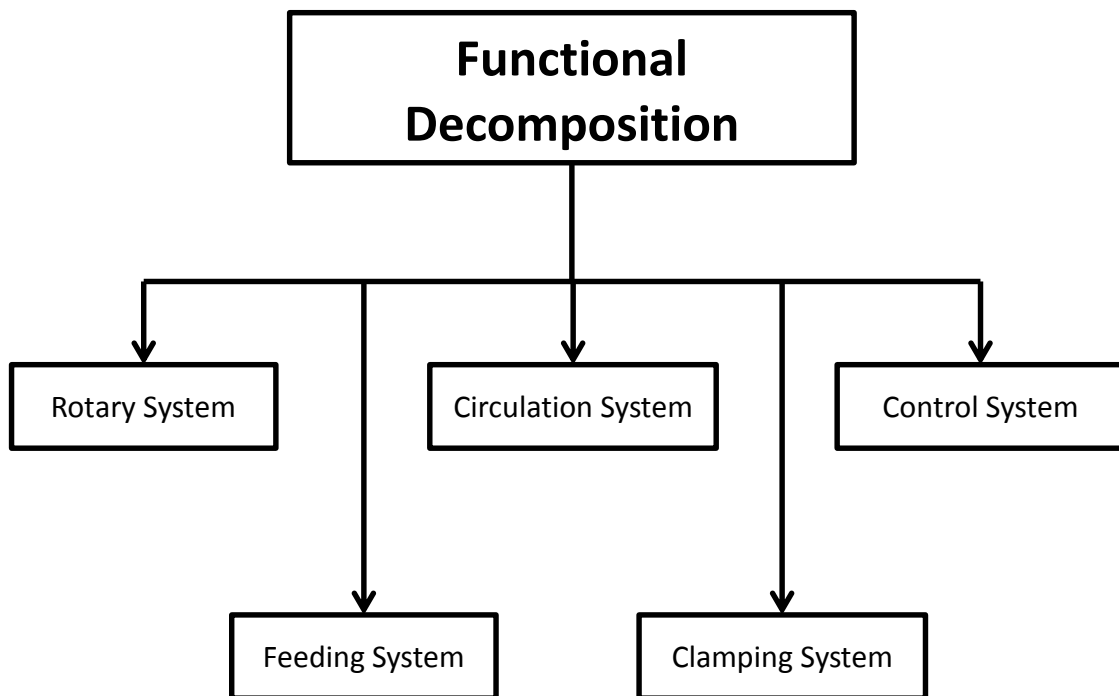 Functional
Decomposition
Rotary System
Circulation System
Control System
Feeding System
Clamping System